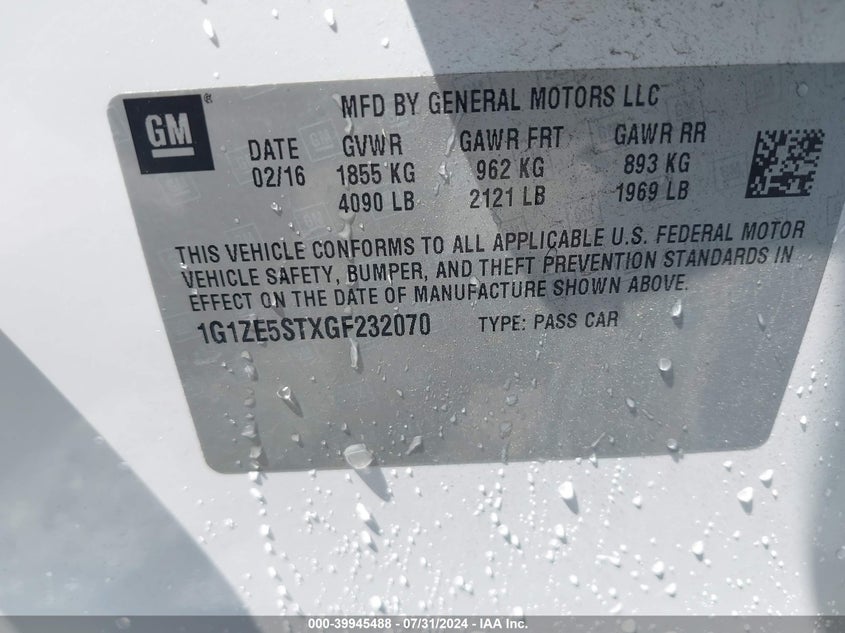 GM ®
MFD BY GENERAL MOTORS LLC
DATE GVWR GAWR FRT GAWR RR
02/16 1855 KG 962 KG 893 KG
4090 LB 2121 LB 1969 LB
THIS VEHICLE CONFORMS TO ALL APPLICABLE U.S. FEDERAL MOTOR
VEHICLE SAFETY, BUMPER, AND THEFT PREVENTION STANDARDS IN
EFFECT ON THE DATE OF MANUFACTURE SHOWN ABOVE.
1G1ZE5STXGF232070 TYPE: PASS CAR
000-39945488 - 07/31/2024 - IAA Inc.